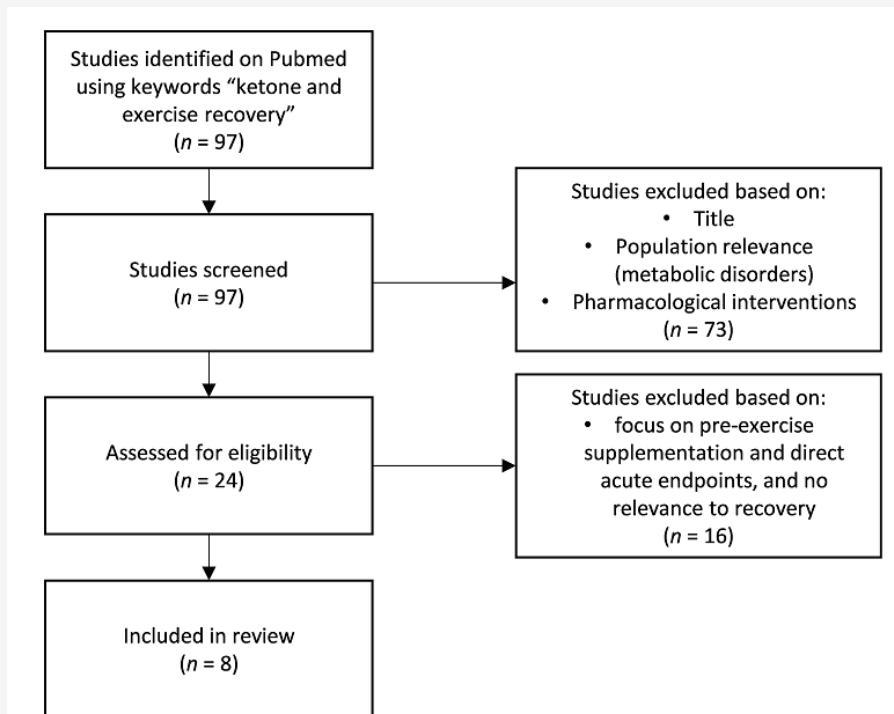 Studies identified on Pubmed
using keywords “ketone and
exercise recovery”
(n = 97)
Studies screened
(n = 97)
Studies excluded based on:
• Title
• Population relevance
(metabolic disorders)
• Pharmacological interventions
(n = 73)
Assessed for eligibility
(n = 24)
Studies excluded based on:
• focus on pre-exercise
supplementation and direct
acute endpoints, and no
relevance to recovery
(n = 16)
Included in review
(n = 8)